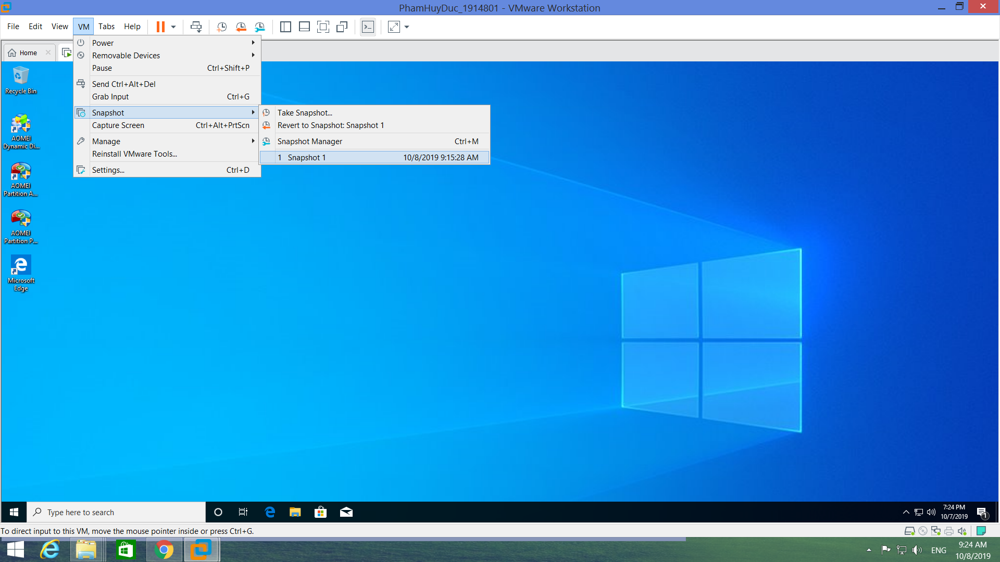 PhamHuyDuc_1914801 - VMware Workstation
File Edit View VM Tabs Help
Home
Power
Removable Devices
Pause Ctrl+Shift+P
Send Ctrl+Alt+Del
Grab Input Ctrl+G
Snapshot
Capture Screen Ctrl+Alt+PrtScn
Manage
Reinstall VMware Tools...
Settings... Ctrl+D
Take Snapshot...
Revert to Snapshot: Snapshot 1
Snapshot Manager Ctrl+M
1 Snapshot 1 10/8/2019 9:15:28 AM
Recycle Bin
AOMEI
Dynamic Di...
AOMEI
Partition A...
AOMEI
Partition P...
Microsoft
Edge
Type here to search
7:24 PM
10/7/2019
1
To direct input to this VM, move the mouse pointer inside or press Ctrl+G.
ENG
9:24 AM
10/8/2019